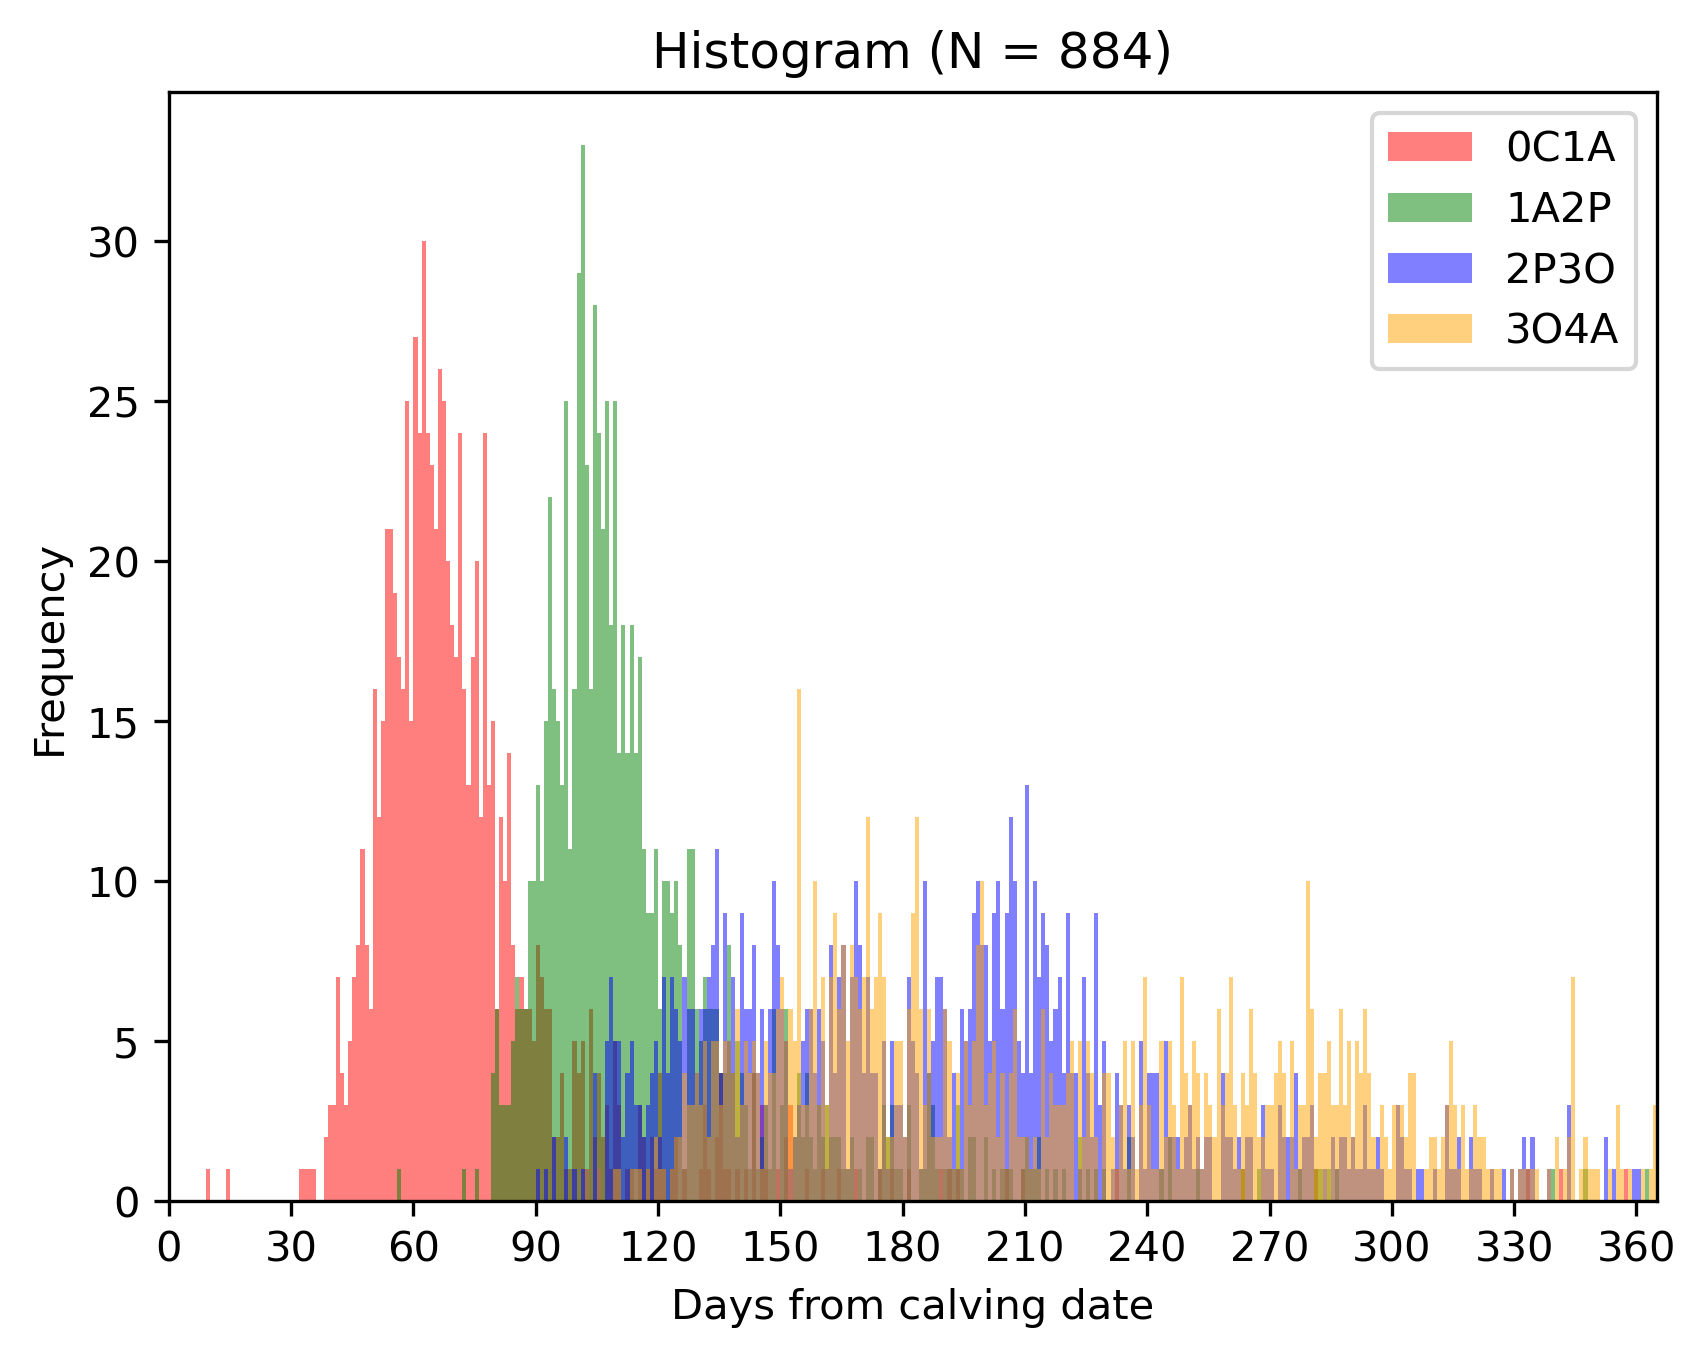 Histogram (N = 884)
0C1A
1A2P
2P3O
3O4A
Frequency
30
25
20
15
10
5
0
0 30 60 90 120 150 180 210 240 270 300 330 360
Days from calving date